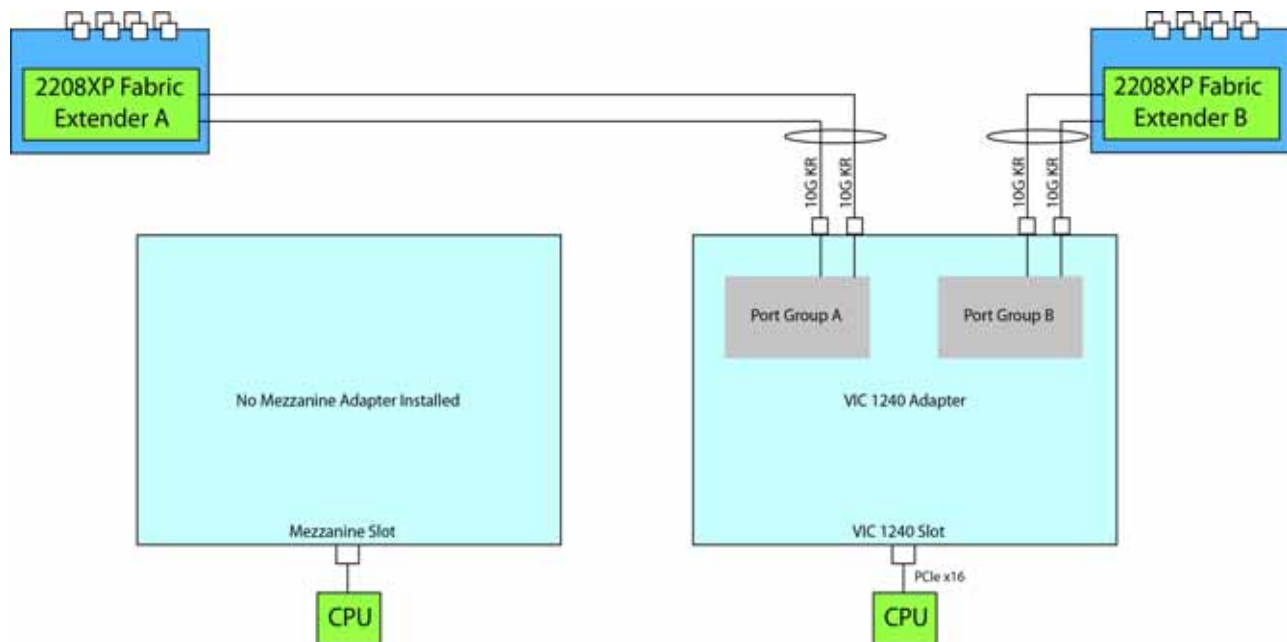 2208XP Fabric
Extender A
2208XP Fabric
Extender B
10G KR
10G KR
10G KR
10G KR
Port Group A
Port Group B
No Mezzanine Adapter Installed
VIC 1240 Adapter
Mezzanine Slot
VIC 1240 Slot
PCIe x16
CPU
CPU